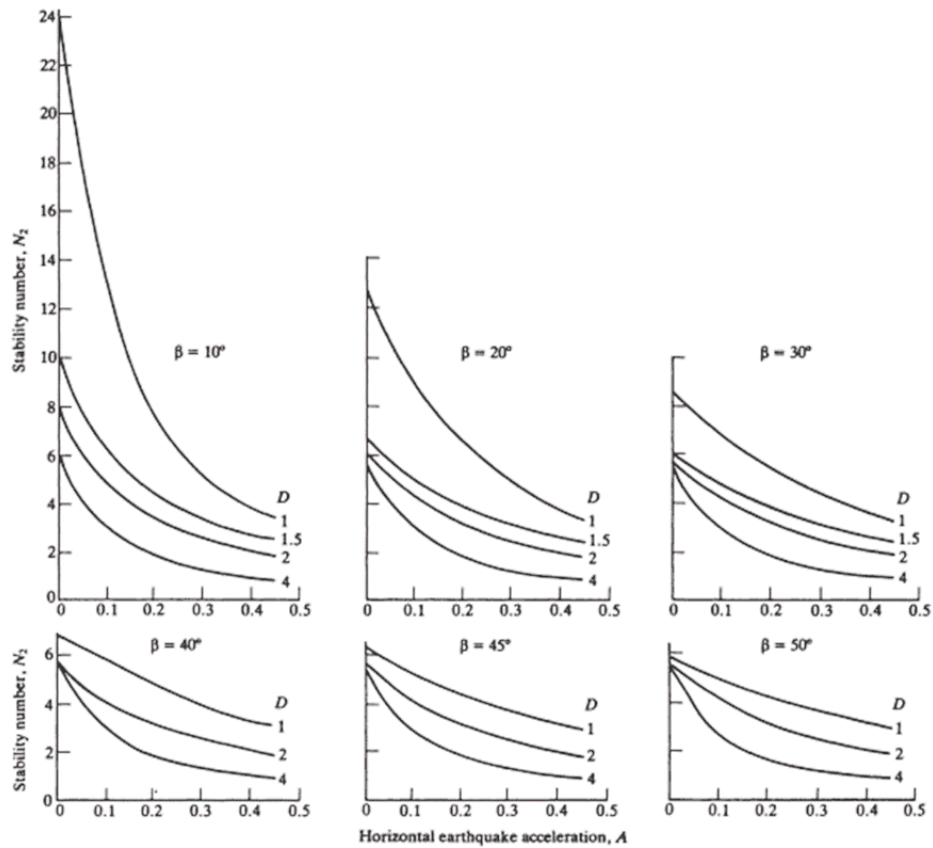 24
22
20
18
16
14
12
10
8
6
4
2
0
Stability number, N₂
β = 10°
D
1
1.5
2
4
0 0.1 0.2 0.3 0.4 0.5
β = 20°
D
1
1.5
2
4
0 0.1 0.2 0.3 0.4 0.5
β = 30°
D
1
1.5
2
4
0 0.1 0.2 0.3 0.4 0.5
6
4
2
0
Stability number, N₂
β = 40°
D
1
2
4
0 0.1 0.2 0.3 0.4 0.5
β = 45°
D
1
2
4
0 0.1 0.2 0.3 0.4 0.5
β = 50°
D
1
2
4
0 0.1 0.2 0.3 0.4 0.5
Horizontal earthquake acceleration, A